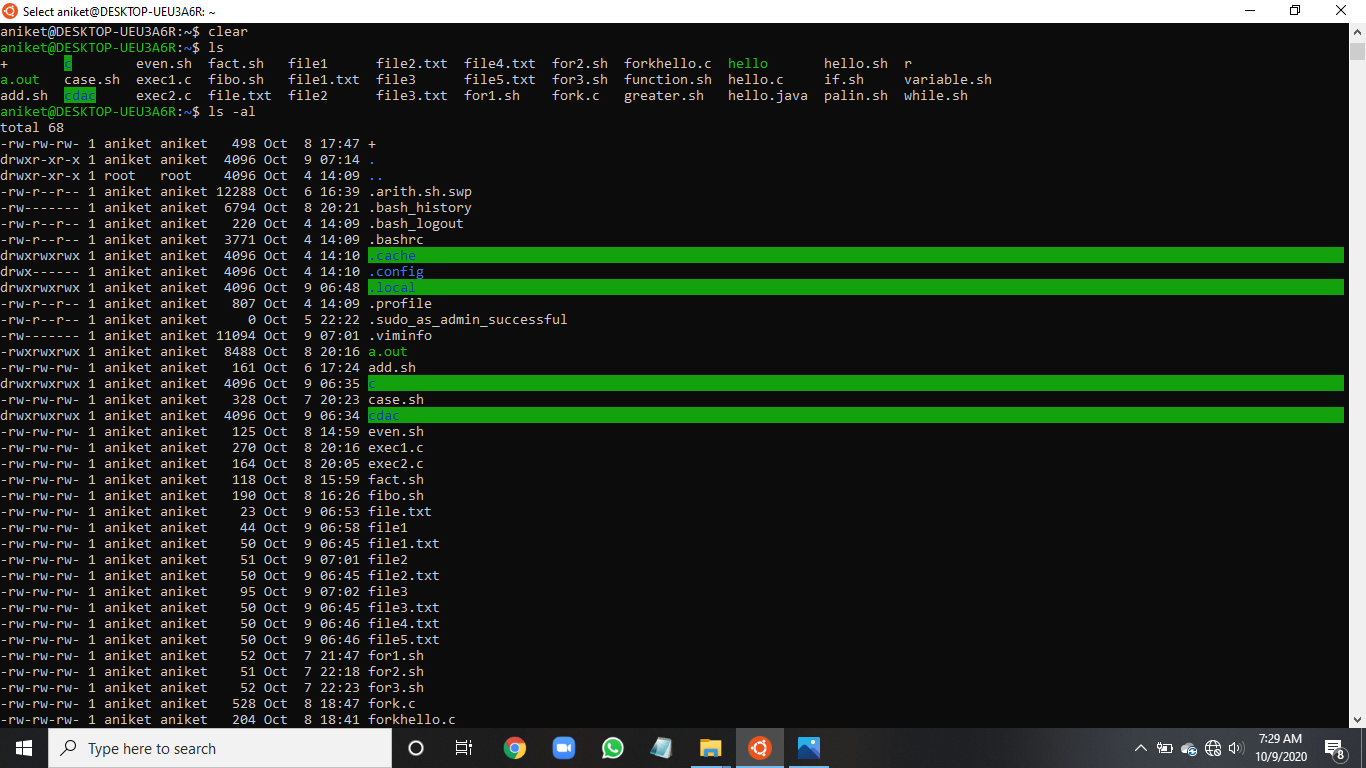 Select aniket@DESKTOP-UEU3A6R: ~
aniket@DESKTOP-UEU3A6R:~$ clear
aniket@DESKTOP-UEU3A6R:~$ ls
+      c        even.sh  fact.sh   file1      file2.txt  file4.txt  for2.sh  forkhello.c  hello       hello.sh  r
a.out  case.sh  exec1.c  fibo.sh   file1.txt  file3      file5.txt  for3.sh  function.sh  hello.c     if.sh     variable.sh
add.sh  cdac     exec2.c  file.txt  file2      file3.txt  for1.sh    fork.c   greater.sh   hello.java  palin.sh  while.sh
aniket@DESKTOP-UEU3A6R:~$ ls -al
total 68
-rw-rw-rw- 1 aniket aniket   498 Oct  8 17:47 +
drwxr-xr-x 1 aniket aniket  4096 Oct  9 07:14 .
drwxr-xr-x 1 root   root    4096 Oct  4 14:09 ..
-rw-r--r-- 1 aniket aniket 12288 Oct  6 16:39 .arith.sh.swp
-rw------- 1 aniket aniket  6794 Oct  8 20:21 .bash_history
-rw-r--r-- 1 aniket aniket   220 Oct  4 14:09 .bash_logout
-rw-r--r-- 1 aniket aniket  3771 Oct  4 14:09 .bashrc
drwxrwxrwx 1 aniket aniket  4096 Oct  4 14:10 .cache
drwx------ 1 aniket aniket  4096 Oct  4 14:10 .config
drwxrwxrwx 1 aniket aniket  4096 Oct  9 06:48 .local
-rw-r--r-- 1 aniket aniket   807 Oct  4 14:09 .profile
-rw-r--r-- 1 aniket aniket     0 Oct  5 22:22 .sudo_as_admin_successful
-rw------- 1 aniket aniket 11094 Oct  9 07:01 .viminfo
-rwxrwxrwx 1 aniket aniket  8488 Oct  8 20:16 a.out
-rw-rw-rw- 1 aniket aniket   161 Oct  6 17:24 add.sh
drwxrwxrwx 1 aniket aniket  4096 Oct  9 06:35 c
-rw-rw-rw- 1 aniket aniket   328 Oct  7 20:23 case.sh
drwxrwxrwx 1 aniket aniket  4096 Oct  9 06:34 cdac
-rw-rw-rw- 1 aniket aniket   125 Oct  8 14:59 even.sh
-rw-rw-rw- 1 aniket aniket   270 Oct  8 20:16 exec1.c
-rw-rw-rw- 1 aniket aniket   164 Oct  8 20:05 exec2.c
-rw-rw-rw- 1 aniket aniket   118 Oct  8 15:59 fact.sh
-rw-rw-rw- 1 aniket aniket   190 Oct  8 16:26 fibo.sh
-rw-rw-rw- 1 aniket aniket    23 Oct  9 06:53 file.txt
-rw-rw-rw- 1 aniket aniket    44 Oct  9 06:58 file1
-rw-rw-rw- 1 aniket aniket    50 Oct  9 06:45 file1.txt
-rw-rw-rw- 1 aniket aniket    51 Oct  9 07:01 file2
-rw-rw-rw- 1 aniket aniket    50 Oct  9 06:45 file2.txt
-rw-rw-rw- 1 aniket aniket    95 Oct  9 07:02 file3
-rw-rw-rw- 1 aniket aniket    50 Oct  9 06:45 file3.txt
-rw-rw-rw- 1 aniket aniket    50 Oct  9 06:46 file4.txt
-rw-rw-rw- 1 aniket aniket    50 Oct  9 06:46 file5.txt
-rw-rw-rw- 1 aniket aniket    52 Oct  7 21:47 for1.sh
-rw-rw-rw- 1 aniket aniket    51 Oct  7 22:18 for2.sh
-rw-rw-rw- 1 aniket aniket    52 Oct  7 22:23 for3.sh
-rw-rw-rw- 1 aniket aniket   528 Oct  8 18:47 fork.c
-rw-rw-rw- 1 aniket aniket   204 Oct  8 18:41 forkhello.c
Type here to search
7:29 AM
10/9/2020
8